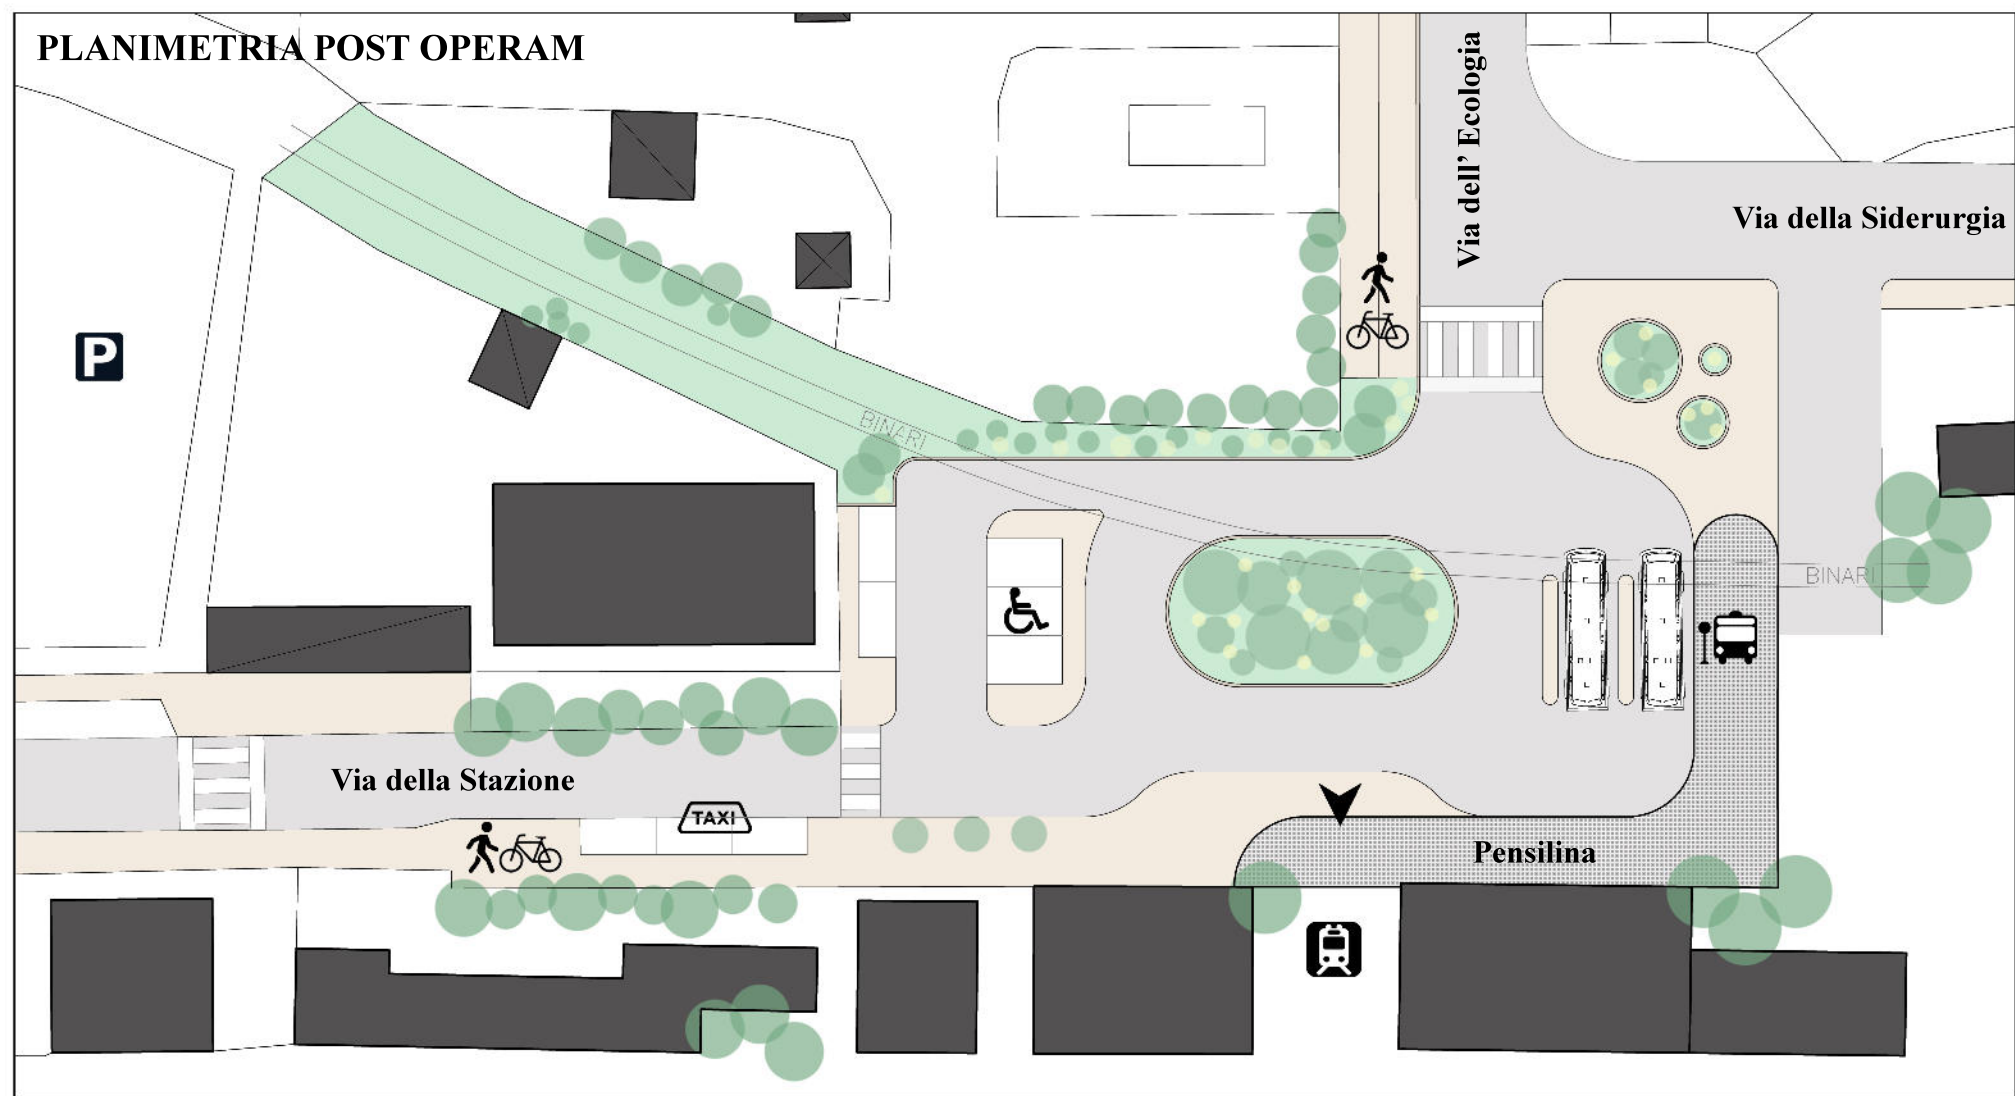 PLANIMETRIA POST OPERAM
Via dell' Ecologia
Via della Siderurgia
P
BINARI
BINARI
Via della Stazione
TAXI
Pensilina